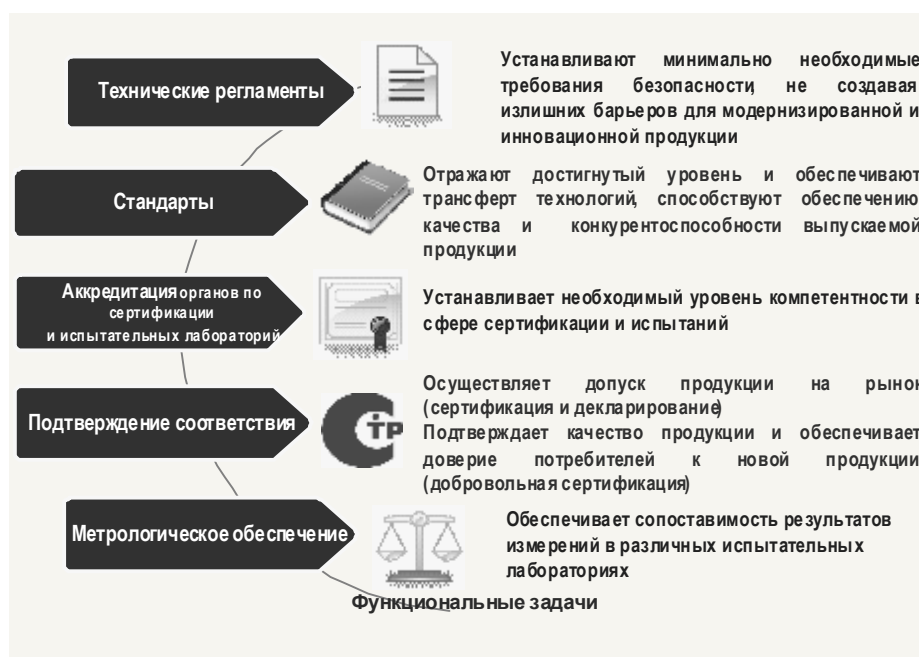 Технические регламенты
Устанавливают минимально необходимые
требования безопасности, не создавая
излишних барьеров для модернизированной и
инновационной продукции
Стандарты
Отражают достигнутый уровень и обеспечивают
трансферт технологий, способствуют обеспечению
качества и конкурентоспособности выпускаемой
продукции
Аккредитация органов по
сертификации
и испытательных лабораторий
Устанавливает необходимый уровень компетентности в
сфере сертификации и испытаний
Подтверждение соответствия
СТР
Осуществляет допуск продукции на рынок
(сертификация и декларирование)
Подтверждает качество продукции и обеспечивает
доверие потребителей к новой продукции
(добровольная сертификация)
Метрологическое обеспечение
Обеспечивает сопоставимость результатов
измерений в различных испытательных
лабораториях
Функциональные задачи